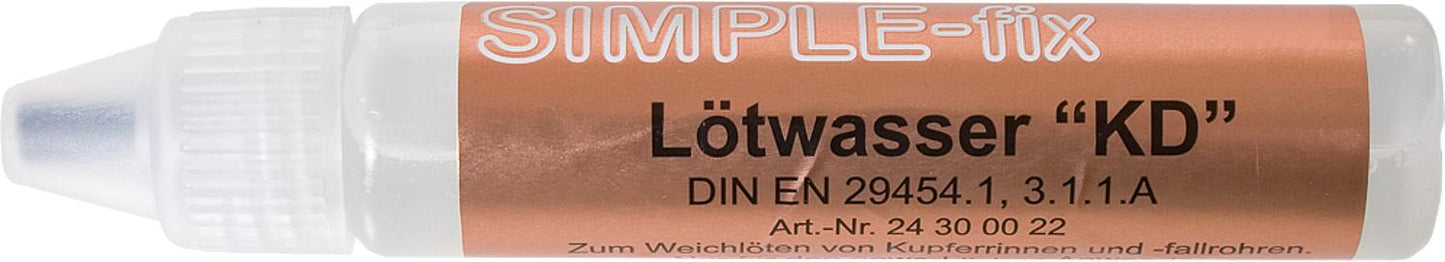 SIMPLE-fix
Lötwasser “KD”
DIN EN 29454.1, 3.1.1.A
Art.-Nr. 24 30 00 22
Zum Weichlöten von Kupferrinnen und -fallrohren.